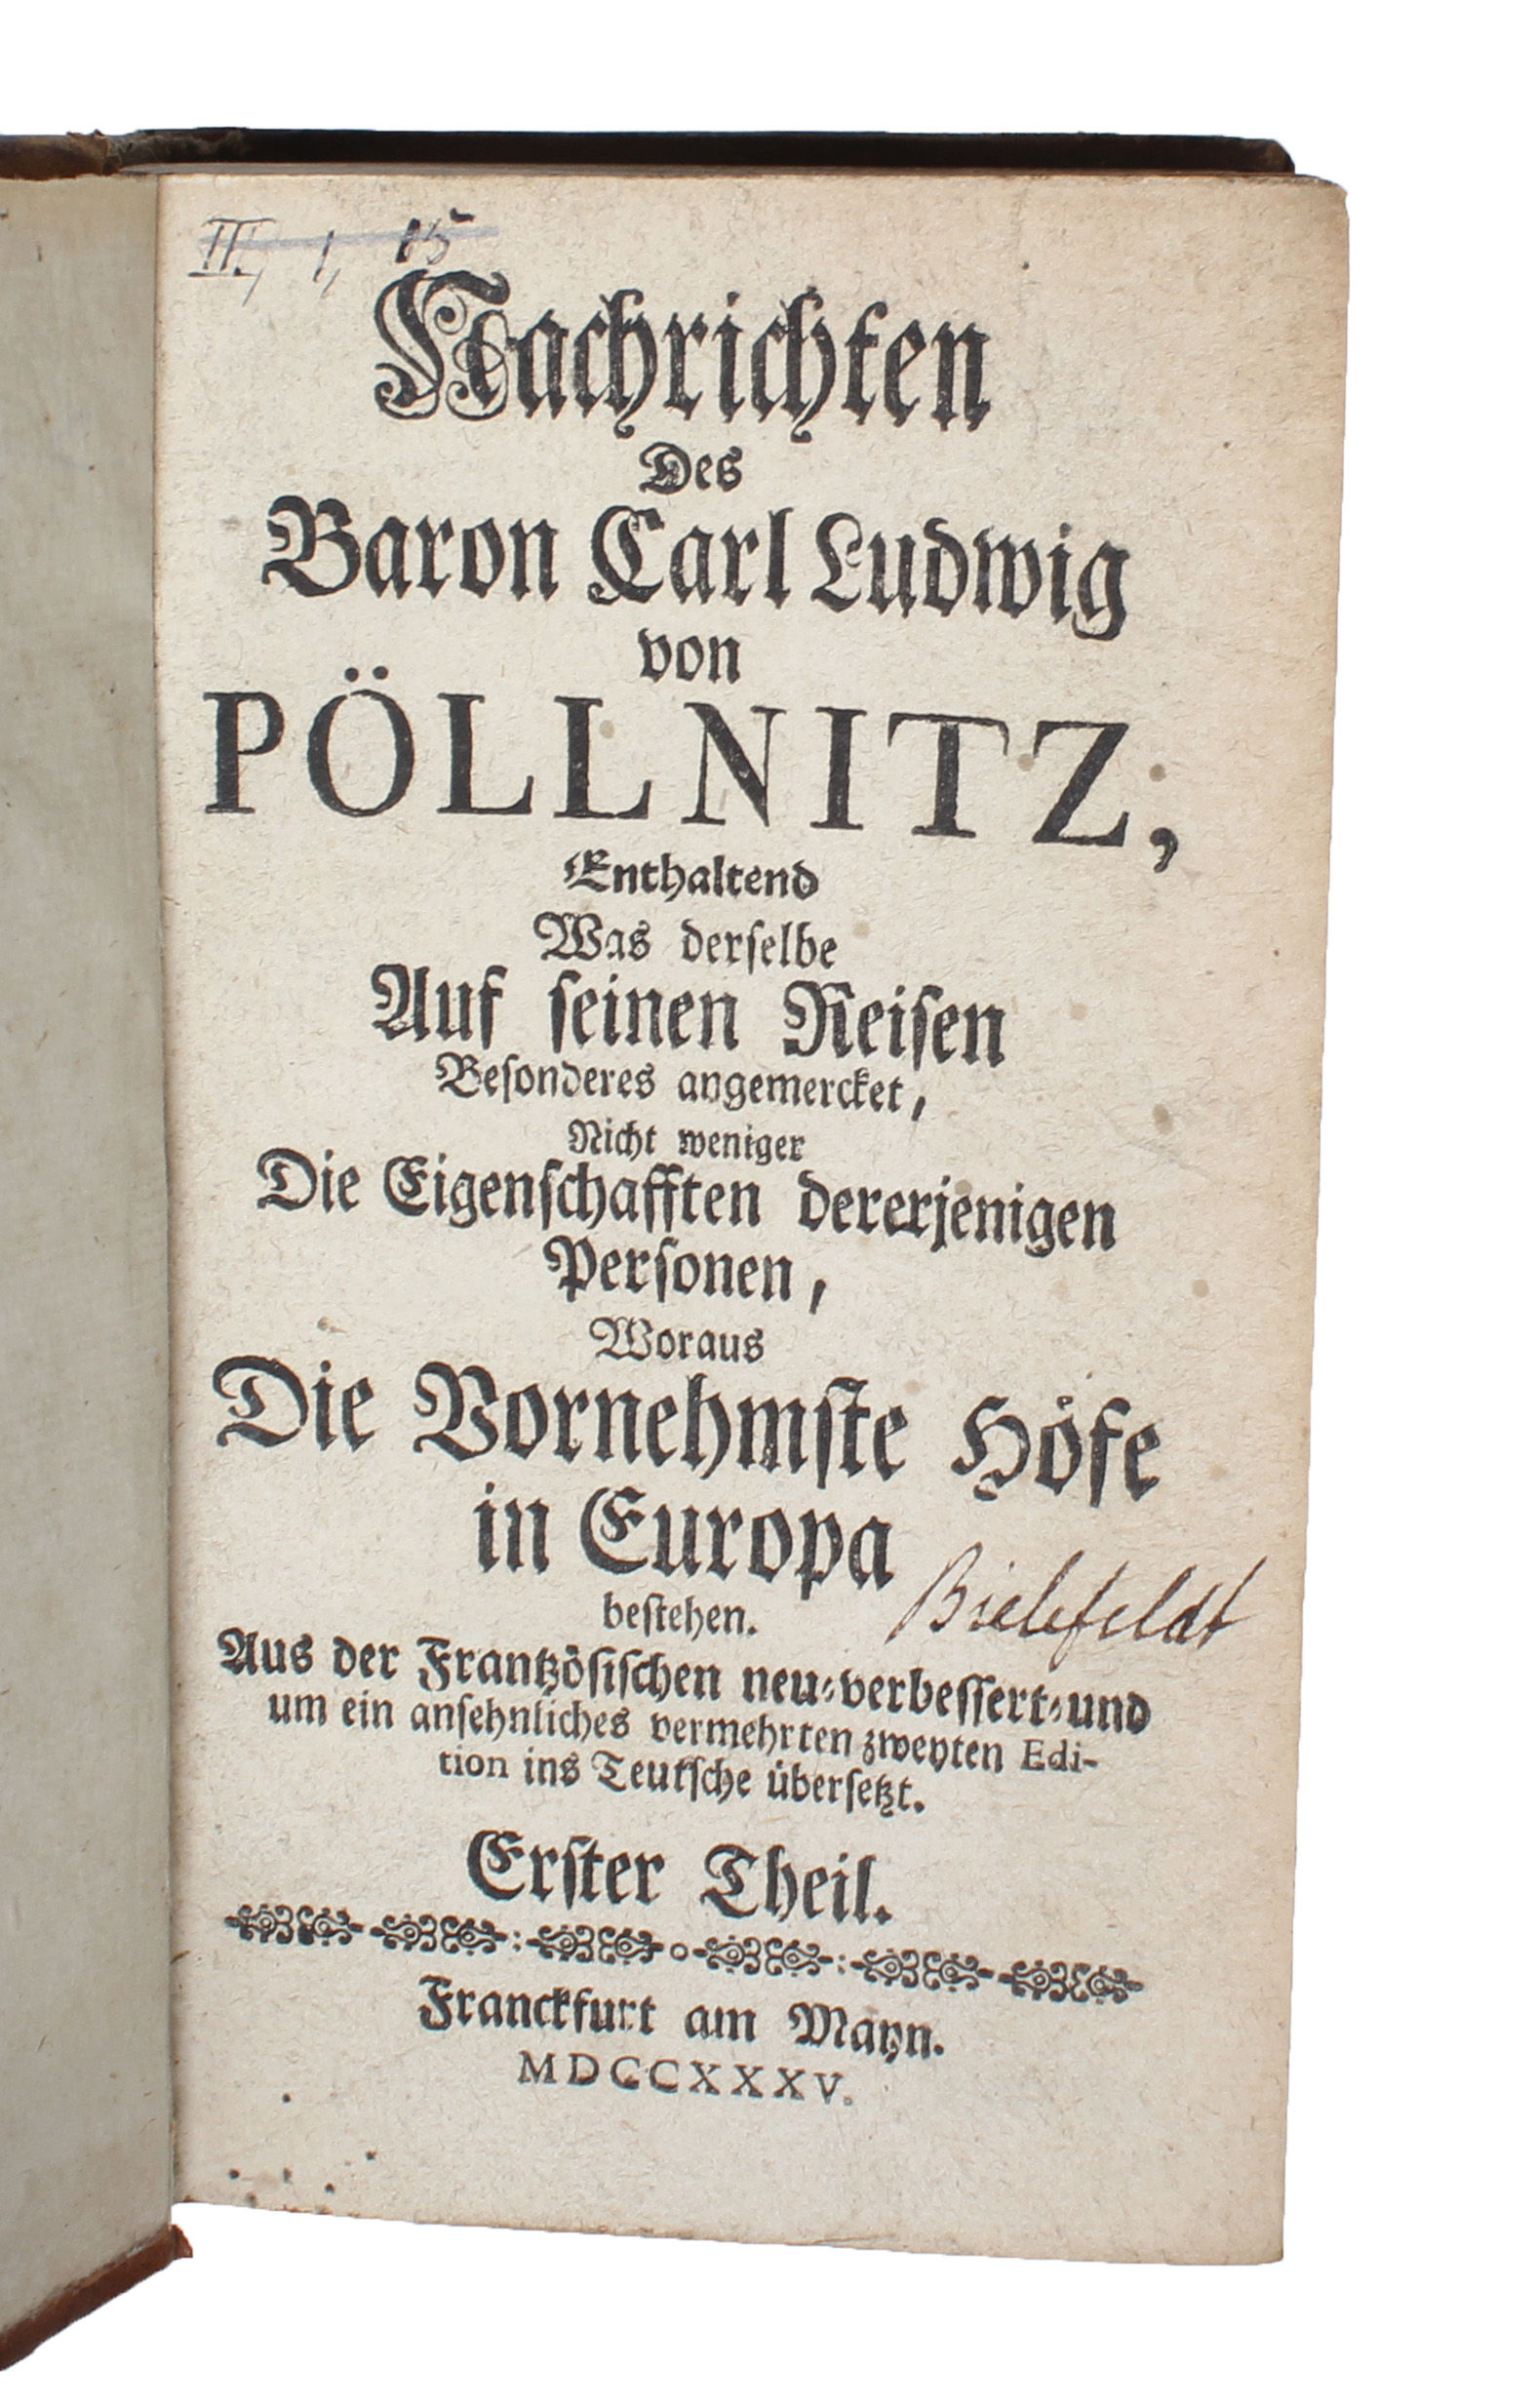 II, 1, 15
Nachrichten
Des
Baron Carl Ludwig
von
PÖLLNITZ,
Enthaltend
Was derſelbe
Auf ſeinen Reiſen
Beſonderes angemercket,
Nicht weniger
Die Eigenſchafften dererjenigen
Perſonen,
Woraus
Die Vornehmſte Höfe
in Europa
beſtehen.
Bielefeldt
Aus der Frantzöſiſchen neu-verbeſſert-und
um ein anſehnliches vermehrten zweyten Edi-
tion ins Teutſche überſetzt.
Erſter Theil.
Franckfurt am Mayn.
MDCCXXXV.